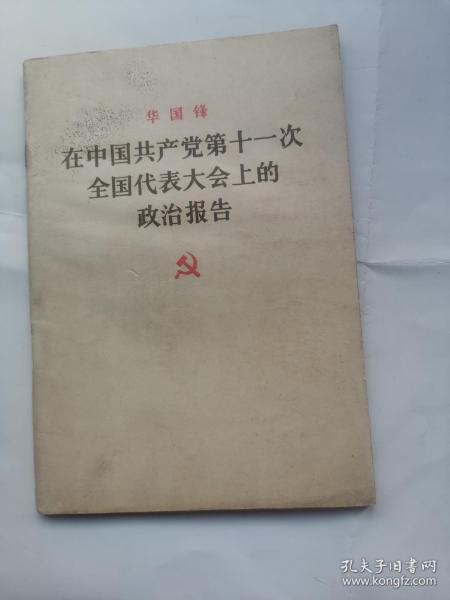 华国锋
在中国共产党第十一次
全国代表大会上的
政治报告
孔夫子旧书网
www.kongfz.com